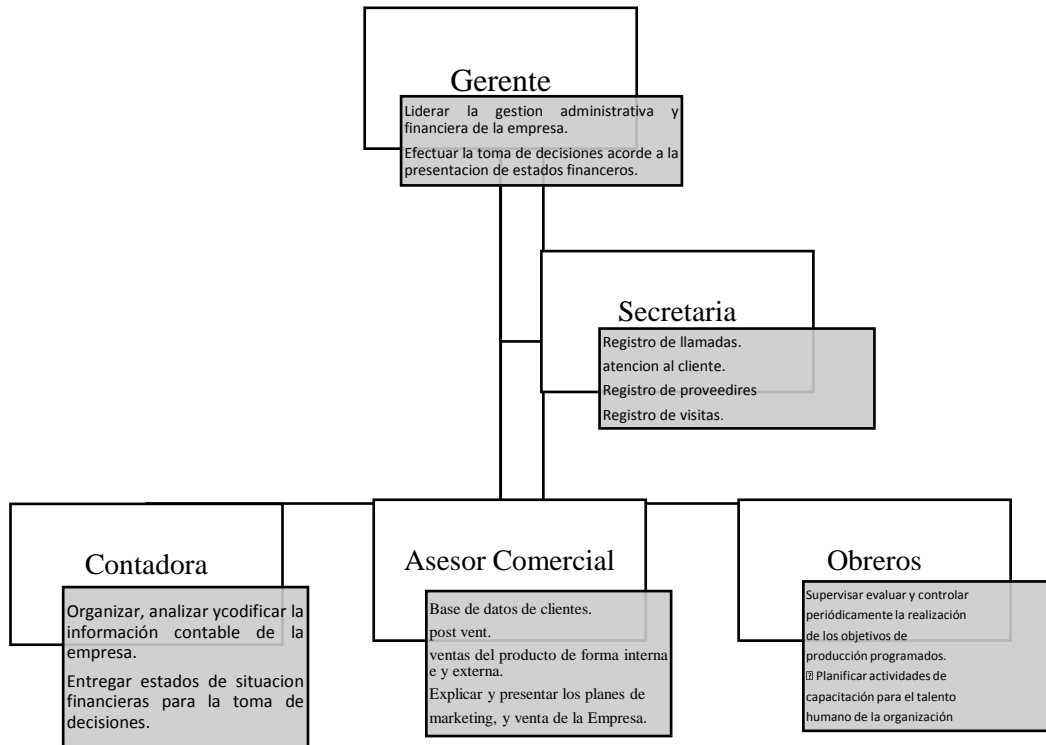 Gerente
Liderar la gestion administrativa y
financiera de la empresa.
Efectuar la toma de decisiones acorde a la
presentacion de estados financeros.
Secretaria
Registro de llamadas.
atencion al cliente.
Registro de proveedires
Registro de visitas.
Contadora
Organizar, analizar ycodificar la
información contable de la
empresa.
Entregar estados de situacion
financieras para la toma de
decisiones.
Asesor Comercial
Base de datos de clientes.
post vent.
ventas del producto de forma interna
e y externa.
Explicar y presentar los planes de
marketing, y venta de la Empresa.
Obreros
Supervisar evaluar y controlar
periódicamente la realización
de los objetivos de
producción programados.
⍰ Planificar actividades de
capacitación para el talento
humano de la organización